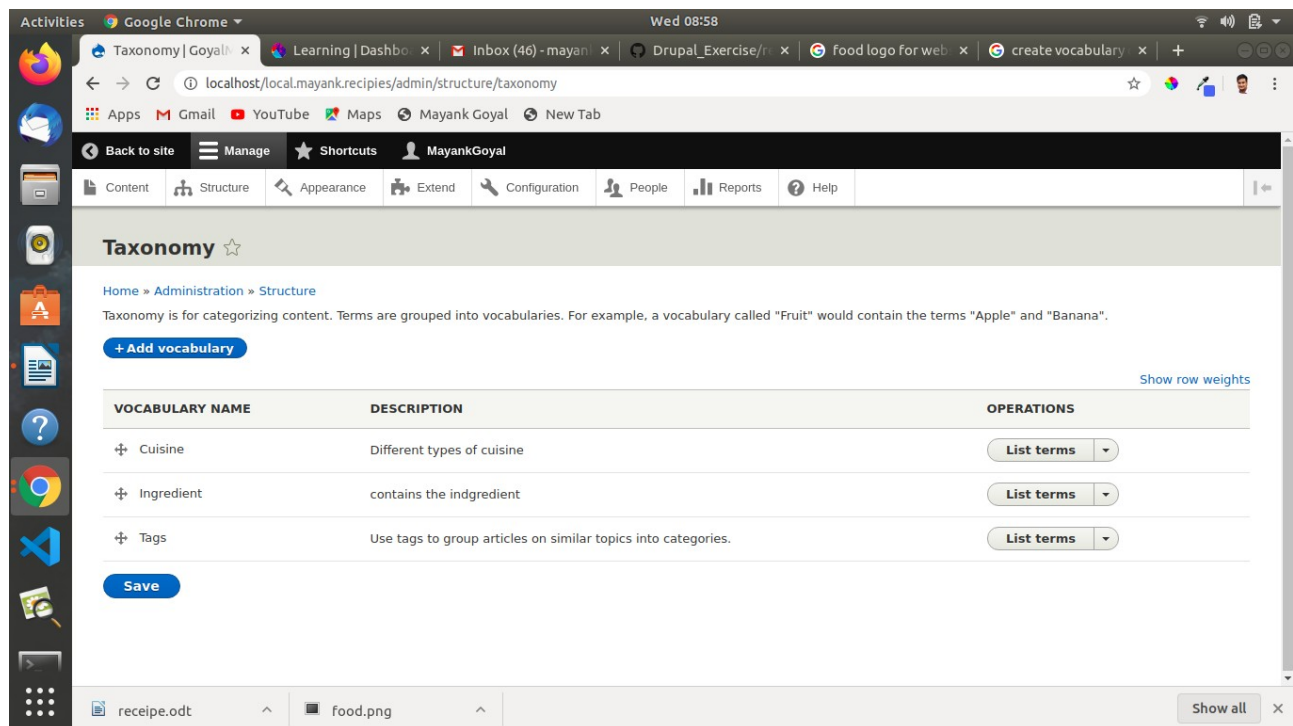 Activities Google Chrome Wed 08:58
Taxonomy | Goyal Learning | Dashbo Inbox (46) - mayan Drupal_Exercise/r food logo for web create vocabulary
localhost/local.mayank.recipies/admin/structure/taxonomy
Apps Gmail YouTube Maps Mayank Goyal New Tab
Back to site Manage Shortcuts MayankGoyal
Content Structure Appearance Extend Configuration People Reports Help
Taxonomy
Home » Administration » Structure
Taxonomy is for categorizing content. Terms are grouped into vocabularies. For example, a vocabulary called "Fruit" would contain the terms "Apple" and "Banana".
+ Add vocabulary
Show row weights
VOCABULARY NAME DESCRIPTION OPERATIONS
Cuisine Different types of cuisine List terms
Ingredient contains the indgredient List terms
Tags Use tags to group articles on similar topics into categories. List terms
Save
receipe.odt food.png Show all